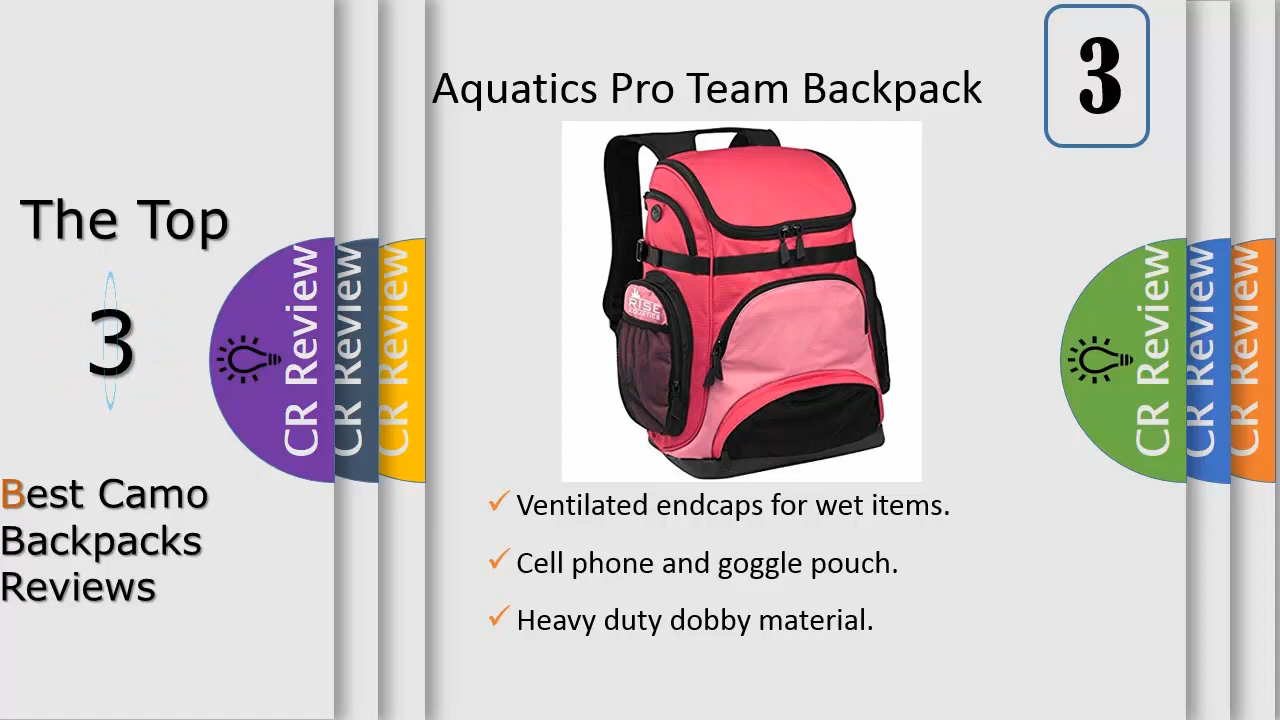 Aquatics Pro Team Backpack
3
The Top
3
Best Camo
Backpacks
Reviews
CR Review
CR Review
CR Review
RISE
AQUATICS
Ventilated endcaps for wet items.
Cell phone and goggle pouch.
Heavy duty dobby material.
CR Review
CR Review
CR Review